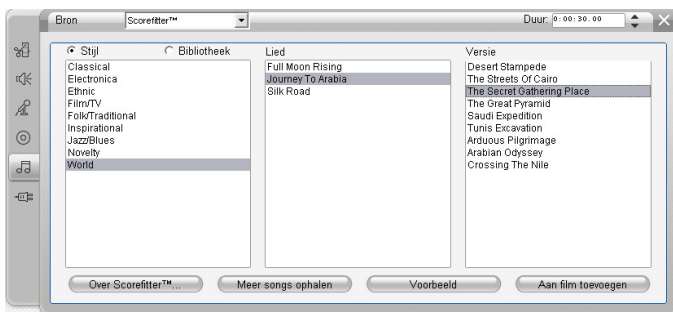 Bron Scorefitter™ Duur: 0:00:30.00
Stijl Bibliotheek Lied Versie
Classical
Electronica
Ethnic
Film/TV
Folk/Traditional
Inspirational
Jazz/Blues
Novelty
World
Full Moon Rising
Journey To Arabia
Silk Road
Desert Stampede
The Streets Of Cairo
The Secret Gathering Place
The Great Pyramid
Saudi Expedition
Tunis Excavation
Arduous Pilgrimage
Arabian Odyssey
Crossing The Nile
Over Scorefitter™... Meer songs ophalen Voorbeeld Aan film toevoegen